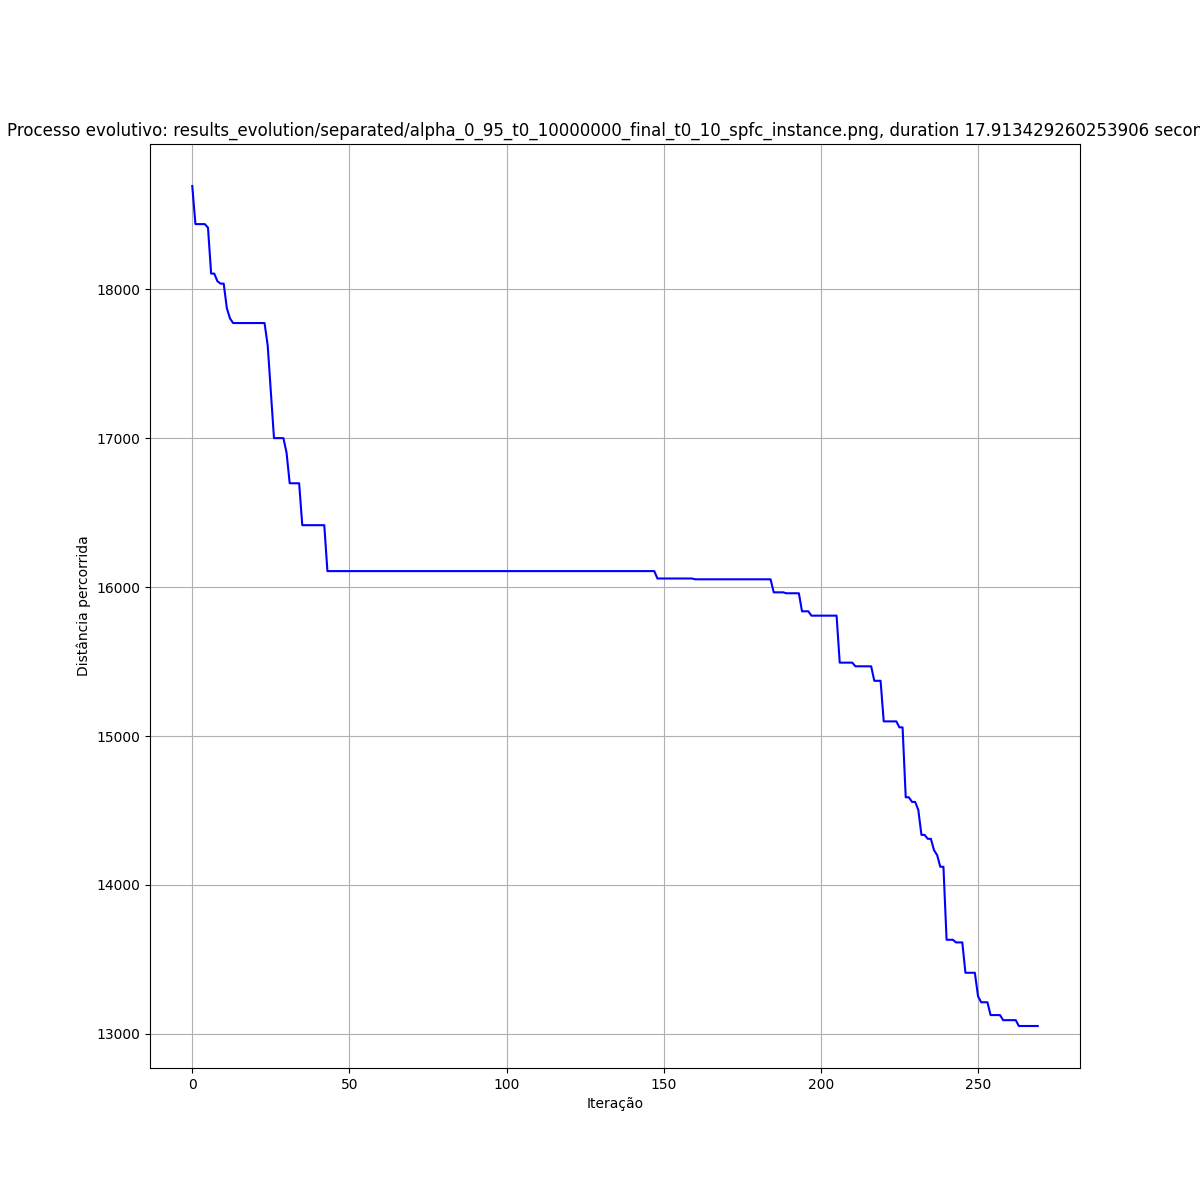 Processo evolutivo: results_evolution/separated/alpha_0_95_t0_10000000_final_t0_10_spfc_instance.png, duration 17.913429260253906
18000
17000
16000
15000
14000
13000
Distância percorrida
0 50 100 150 200 250
Iteração